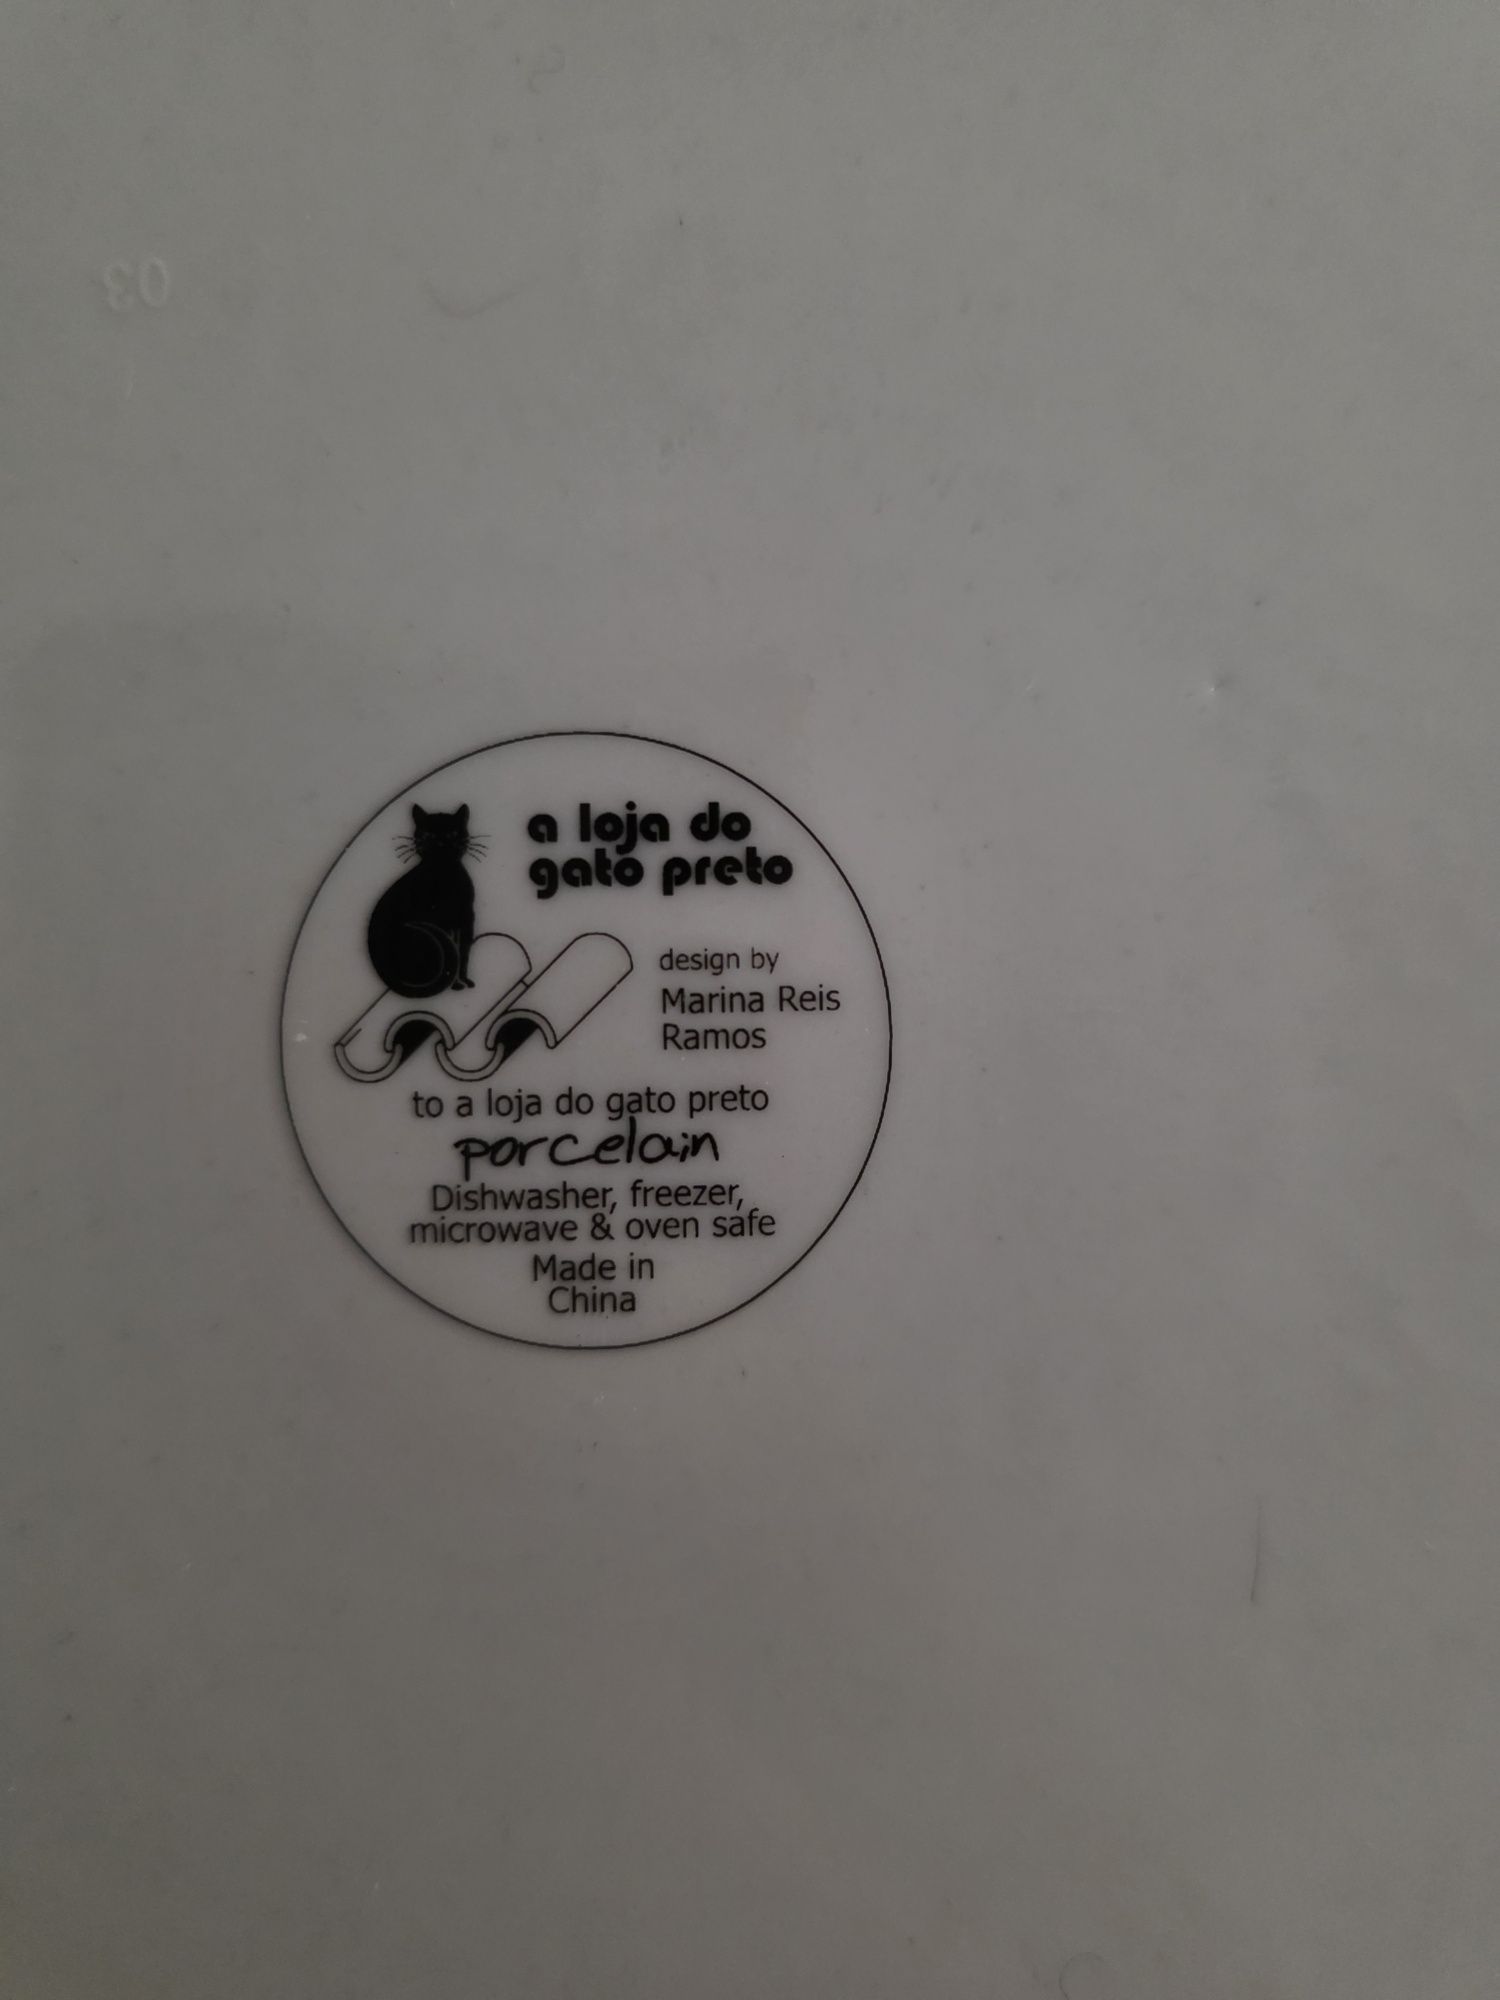 03
a loja do
gato preto
design by
Marina Reis
Ramos
to a loja do gato preto
porcelain
Dishwasher, freezer,
microwave & oven safe
Made in
China